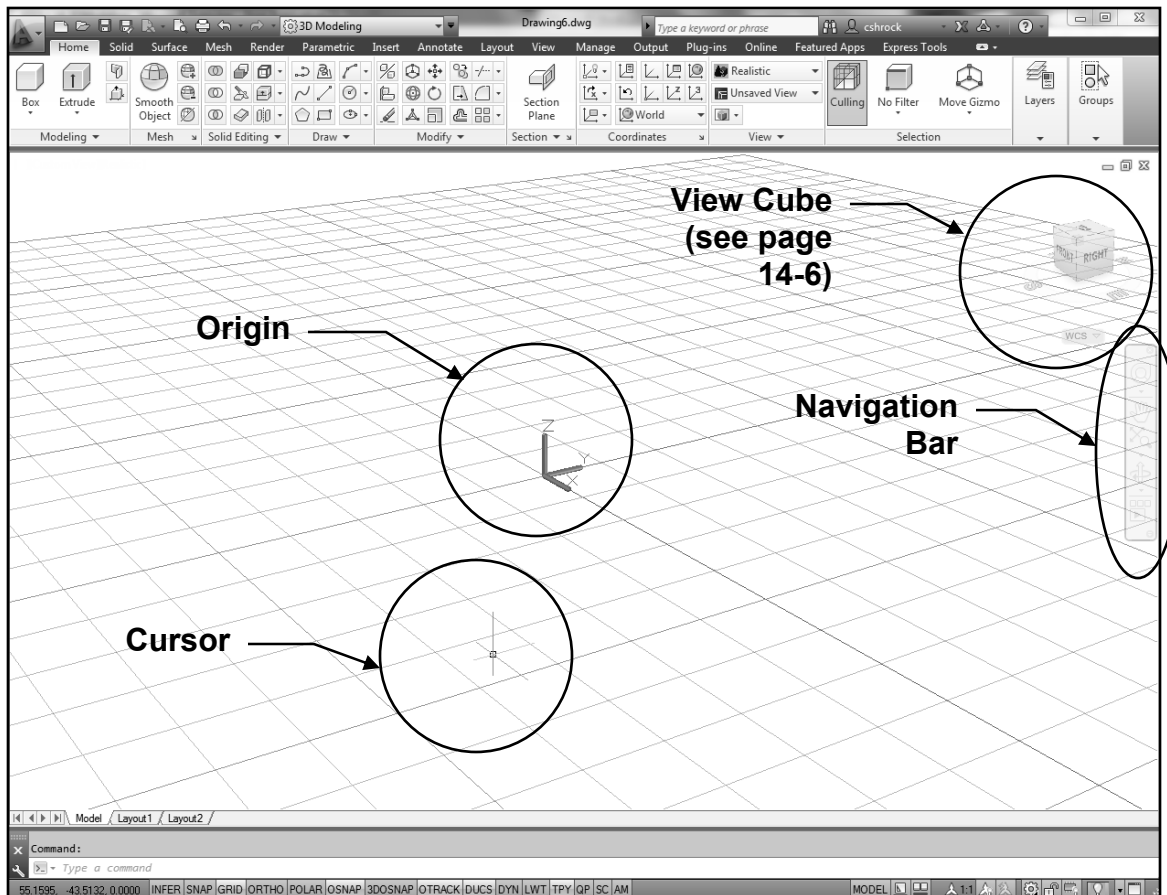 3D Modeling Drawing6.dwg Type a keyword or phrase cshrock
Home Solid Surface Mesh Render Parametric Insert Annotate Layout View Manage Output Plug-ins Online Featured Apps Express Tools
Box Extrude Smooth Object Section Plane Realistic Unsaved View World Culling No Filter Move Gizmo Layers Groups
Modeling Mesh Solid Editing Draw Modify Section Coordinates View Selection
View Cube
(see page
14-6)
FRONT RIGHT
WCS
Origin
Z
Y
X
Navigation
Bar
Cursor
Model Layout1 Layout2
Command:
Type a command
55.1595, -43.5132, 0.0000 INFER SNAP GRID ORTHO POLAR OSNAP 3DOSNAP OTRACK DUCS DYN LWT TPY QP SC AM MODEL 1:1